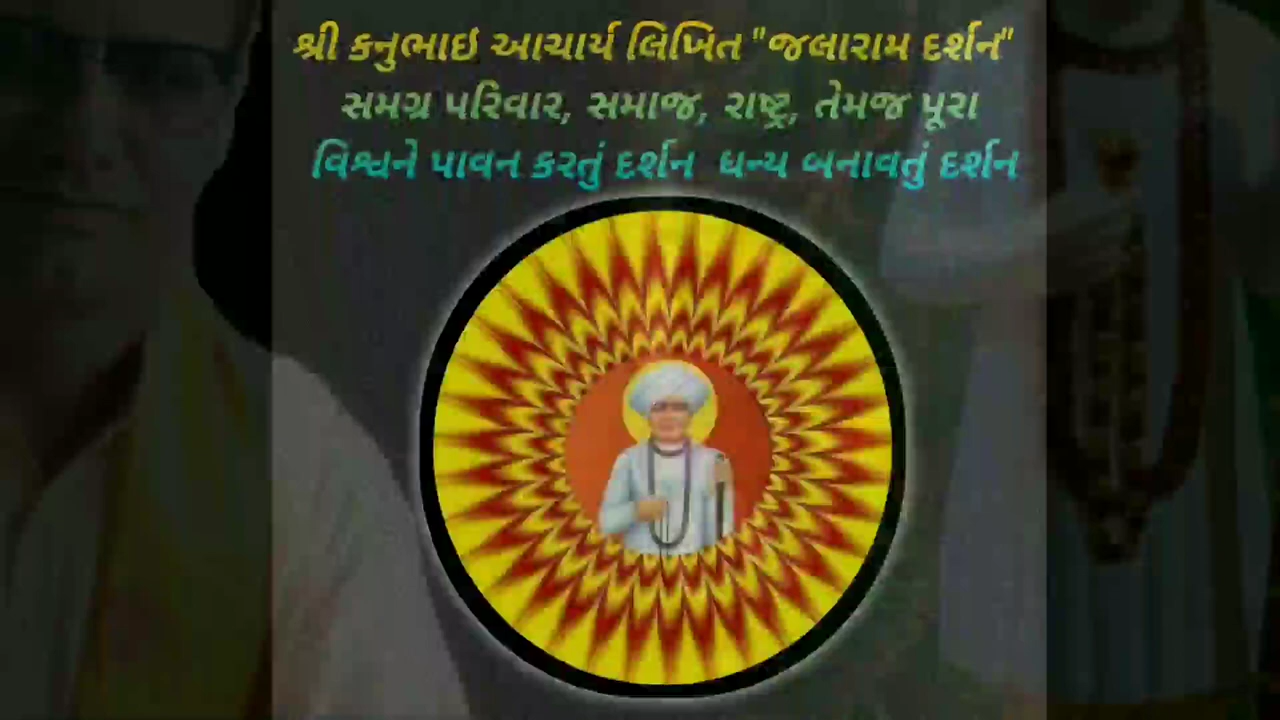 શ્રી કનુભાઇ આચાર્ય લિખિત "જલારામ દર્શન"
સમગ્ર પરિવાર, સમાજ, રાષ્ટ્ર, તેમજ પૂરા
વિશ્વને પાવન કરતું દર્શન ધન્ય બનાવતું દર્શન